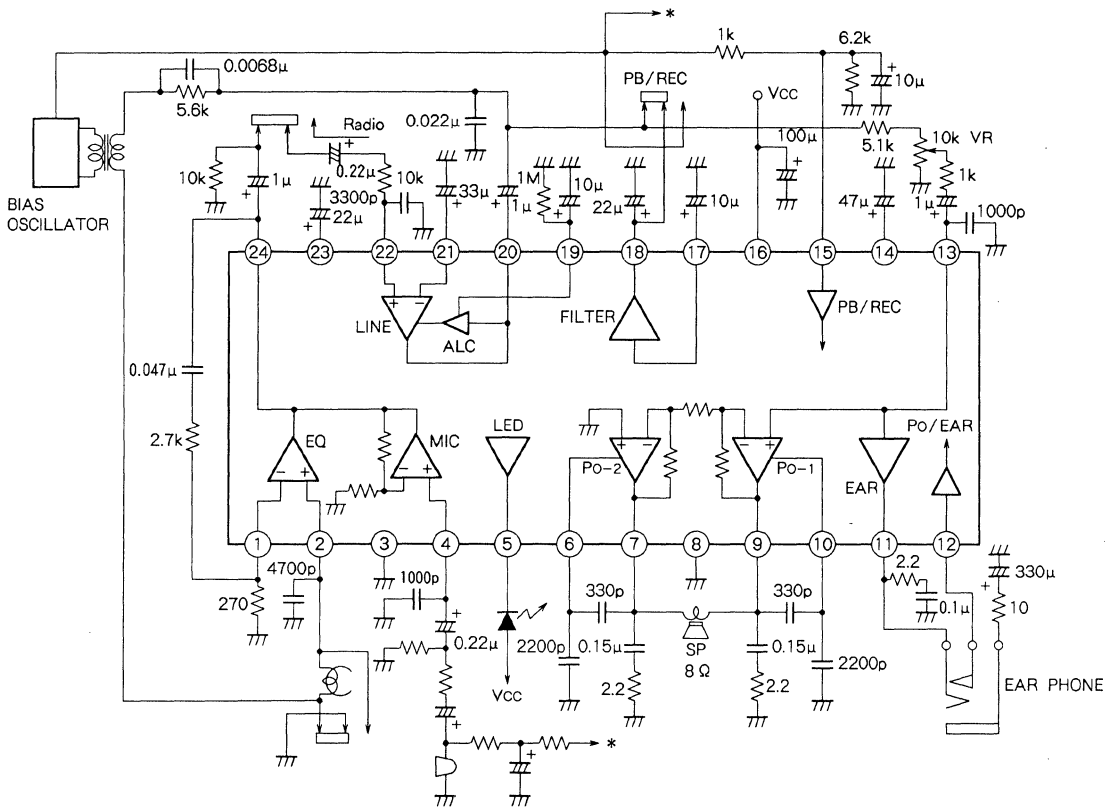 *
1k
6.2k
0.0068μ
PB/REC
+
10μ
Vcc
5.6k
Radio
+
0.022μ
100μ
5.1k
10k VR
10k
1μ
+
0.22μ
3300p
22μ
+
10k
33μ
+
+
1μ
1M
10μ
+
22μ
+
10μ
+
+
47μ
+
1k
1μ
+
1000p
BIAS
OSCILLATOR
24
23
22
21
20
19
18
17
16
15
14
13
+ −
LINE
ALC
FILTER
PB/REC
0.047μ
2.7k
EQ
− +
MIC
− +
LED
+ −
Po-2
− +
Po-1
EAR
Po/EAR
1
2
3
4
5
6
7
8
9
10
11
12
4700p
270
1000p
+
0.22μ
+
Vcc
330p
2200p
0.15μ
2.2
SP
8 Ω
330p
0.15μ
2.2
2200p
2.2
0.1μ
330μ
+
10
EAR PHONE
*
+